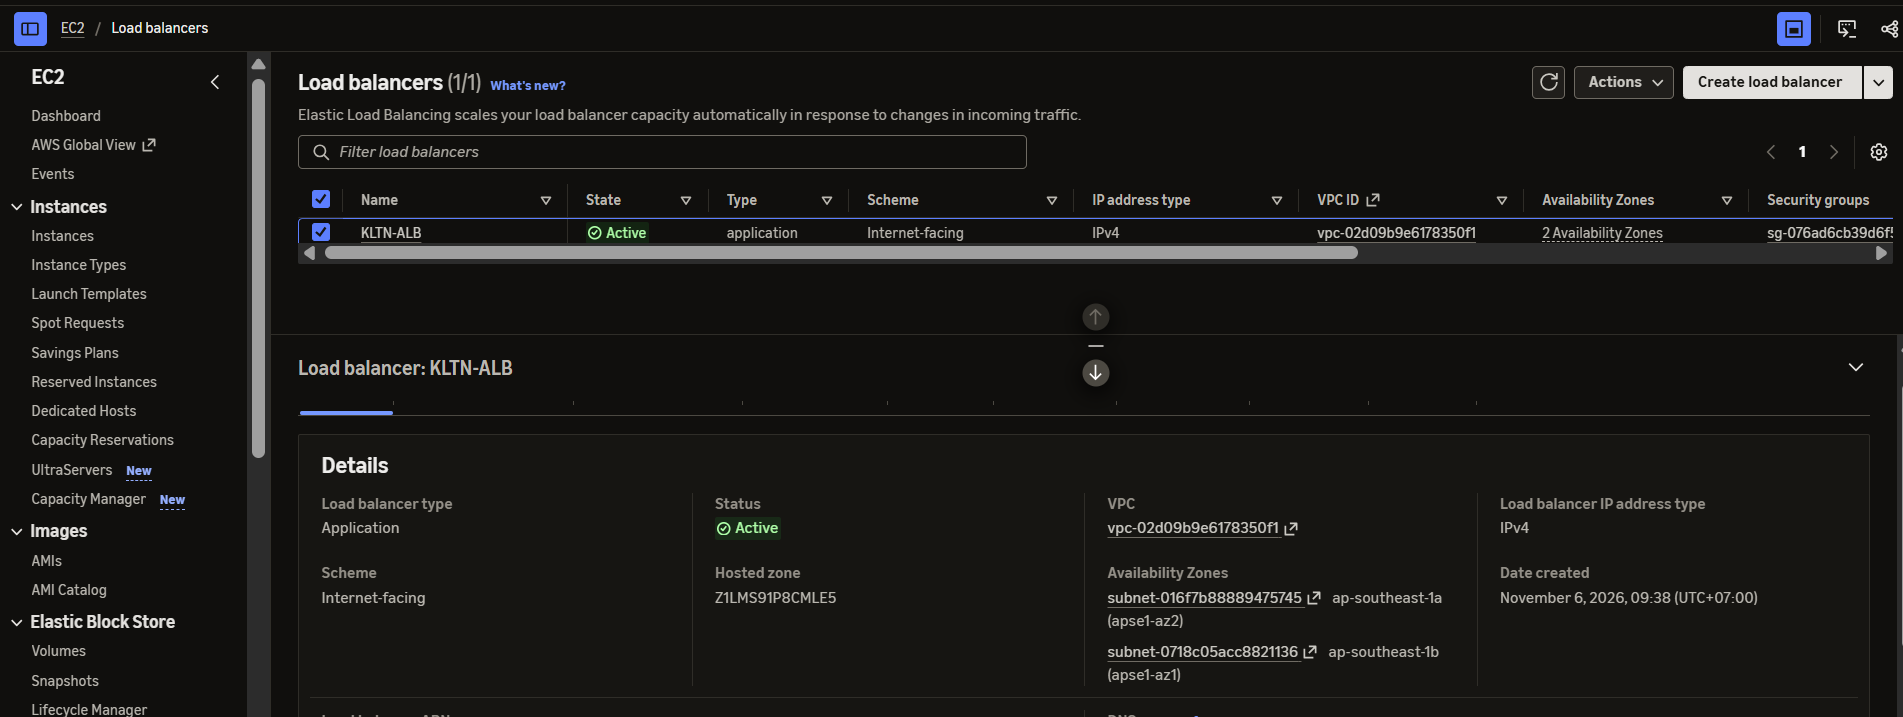 EC2 / Load balancers
EC2
Dashboard
AWS Global View
Events
Instances
Instances
Instance Types
Launch Templates
Spot Requests
Savings Plans
Reserved Instances
Dedicated Hosts
Capacity Reservations
UltraServers New
Capacity Manager New
Images
AMIs
AMI Catalog
Elastic Block Store
Volumes
Snapshots
Lifecycle Manager
Load balancers (1/1) What's new?
Actions
Create load balancer
Elastic Load Balancing scales your load balancer capacity automatically in response to changes in incoming traffic.
Filter load balancers
1
Name State Type Scheme IP address type VPC ID Availability Zones Security groups
KLTN-ALB Active application Internet-facing IPv4 vpc-02d09b9e6178350f1 2 Availability Zones sg-076ad6cb39d6f5
Load balancer: KLTN-ALB
Details
Load balancer type
Application
Scheme
Internet-facing
Status
Active
Hosted zone
Z1LMS91P8CMLE5
VPC
vpc-02d09b9e6178350f1
Availability Zones
subnet-016f7b88889475745 ap-southeast-1a
(apse1-az2)
subnet-0718c05acc8821136 ap-southeast-1b
(apse1-az1)
Load balancer IP address type
IPv4
Date created
November 6, 2026, 09:38 (UTC+07:00)